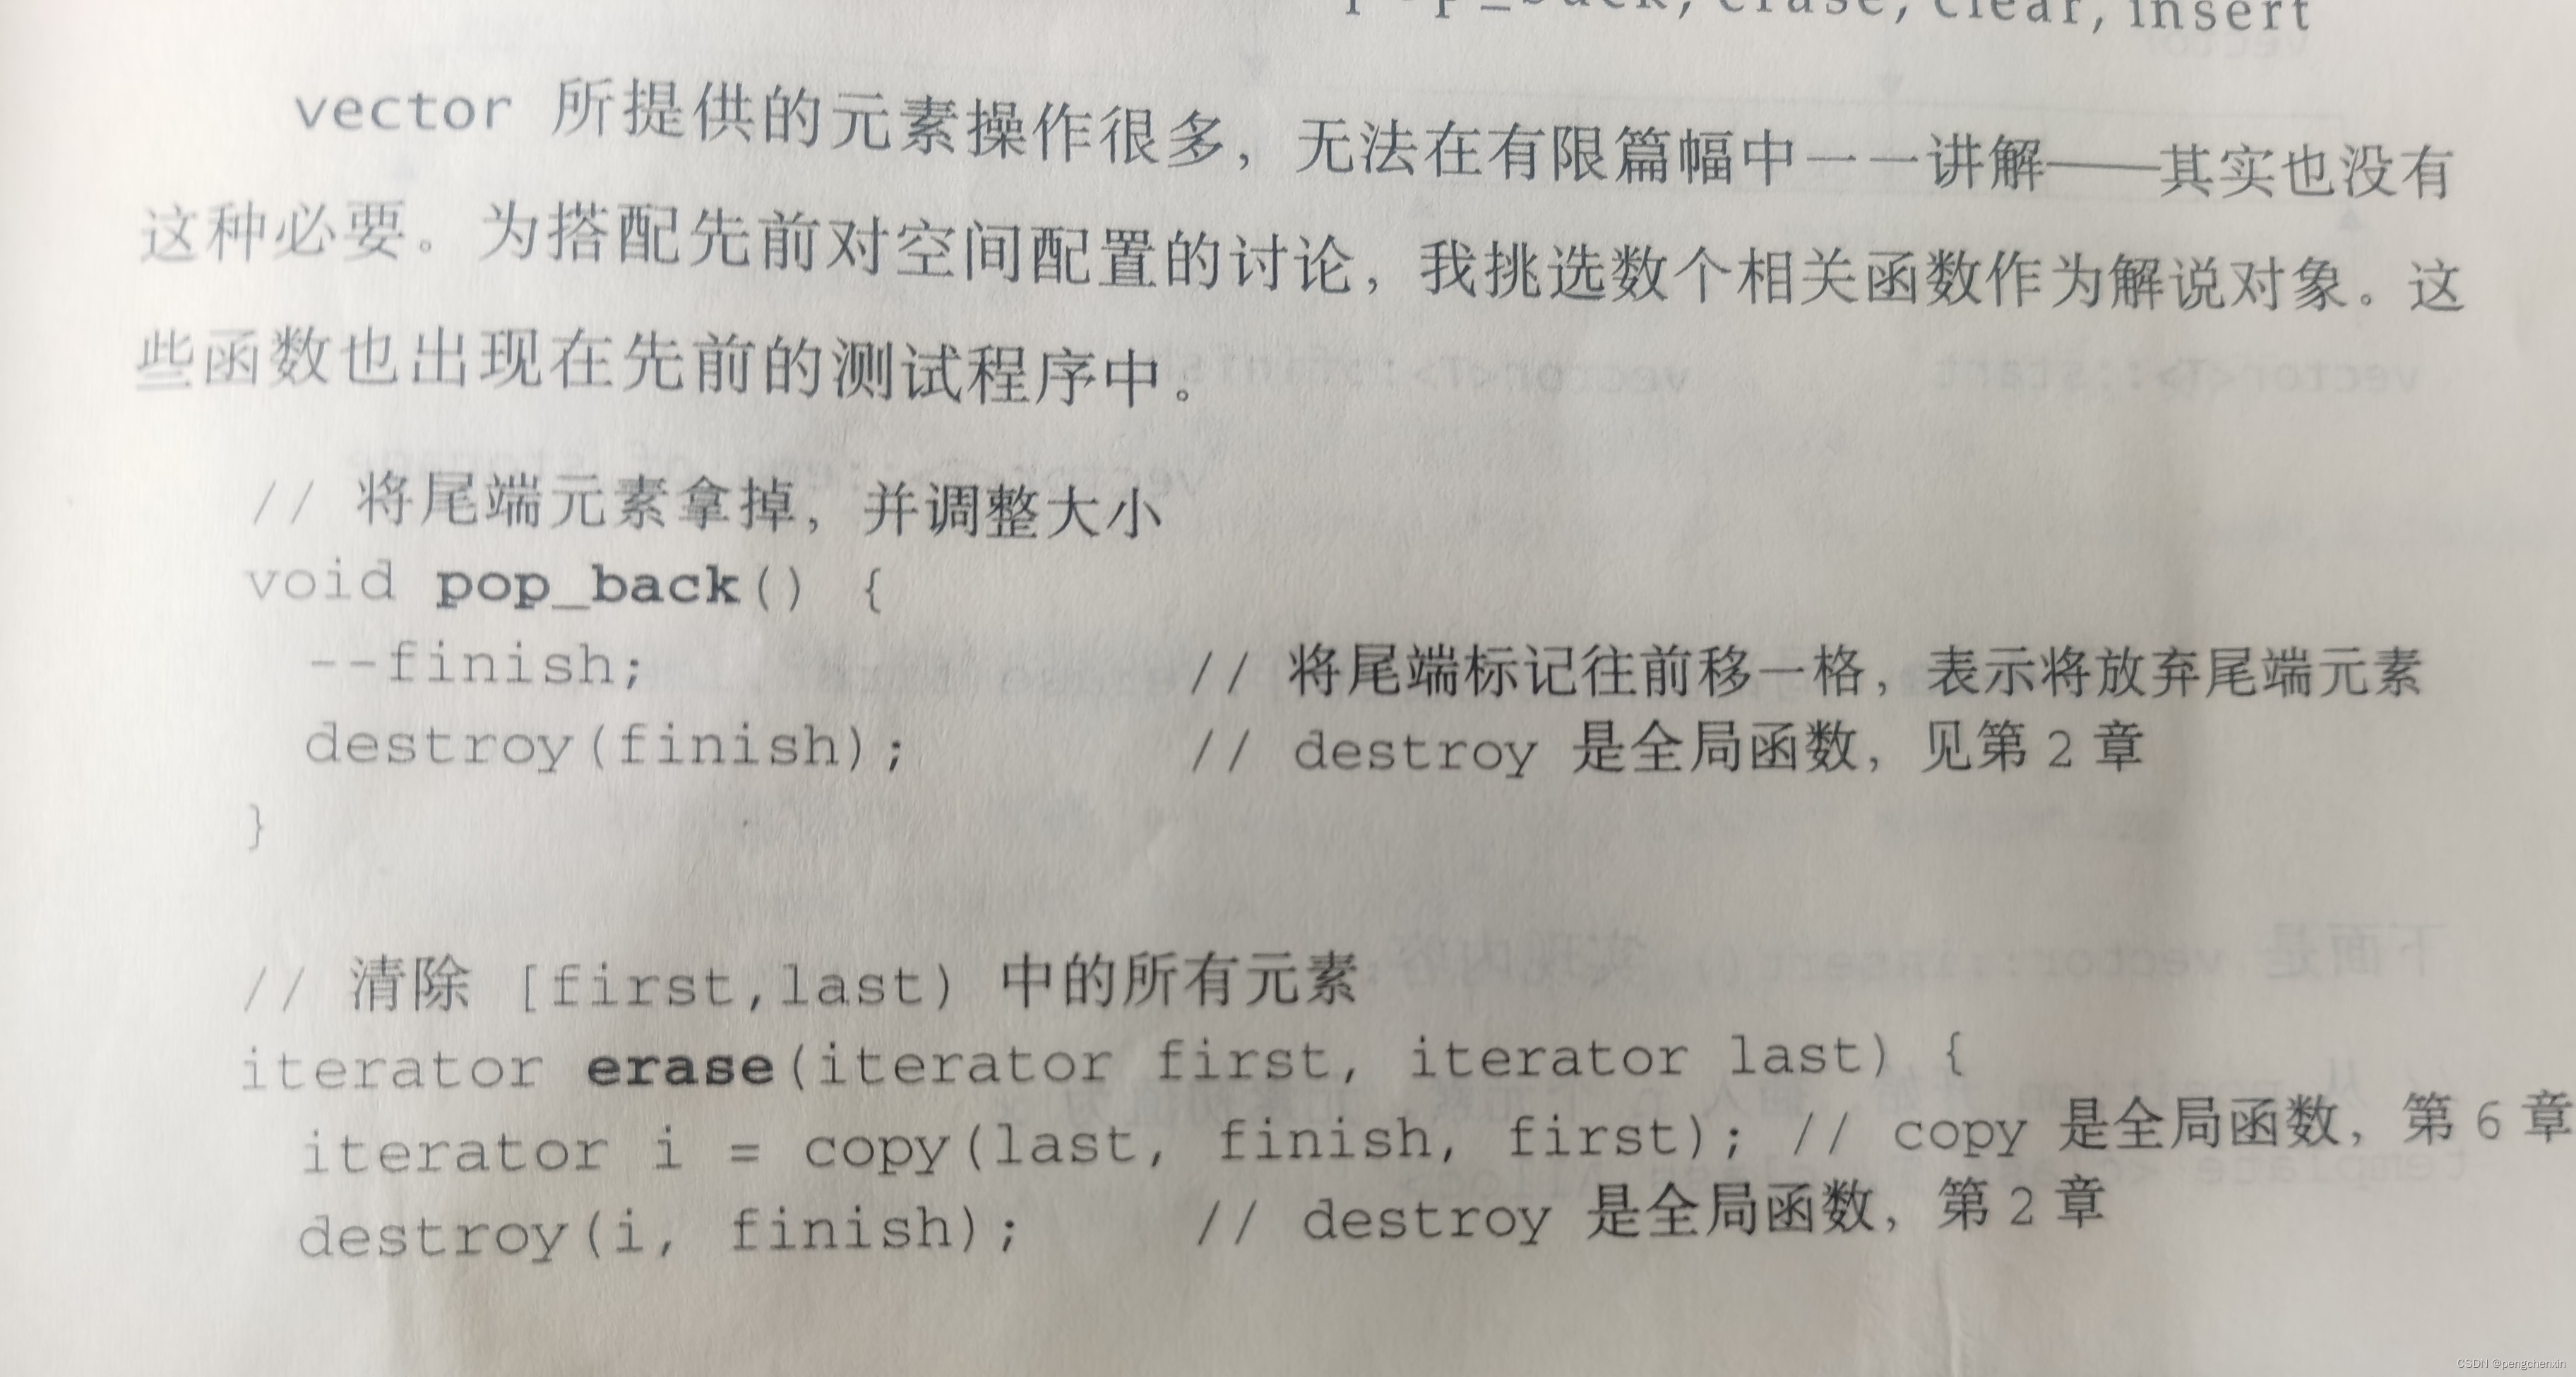 pop_back, erase, clear, insert
vector 所提供的元素操作很多，无法在有限篇幅中一一讲解——其实也没有
这种必要。为搭配先前对空间配置的讨论，我挑选数个相关函数作为解说对象。这
些函数也出现在先前的测试程序中。
// 将尾端元素拿掉，并调整大小
void pop_back() {
--finish; // 将尾端标记往前移一格，表示将放弃尾端元素
destroy(finish); // destroy 是全局函数，见第 2 章
}
// 清除 [first,last) 中的所有元素
iterator erase(iterator first, iterator last) {
iterator i = copy(last, finish, first); // copy 是全局函数，第 6 章
destroy(i, finish); // destroy 是全局函数，第 2 章
CSDN @pengchenxin